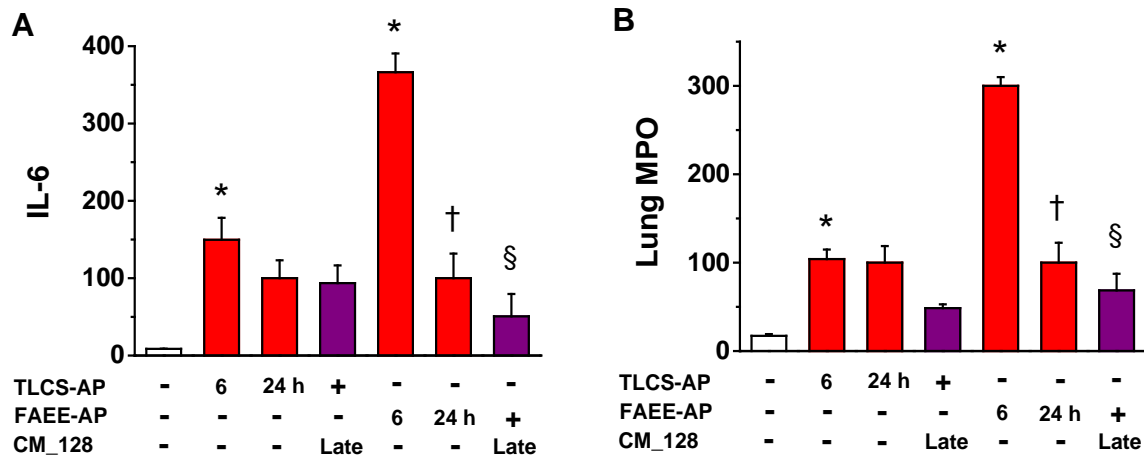 A
IL-6
400
300
200
100
0
*
*
†
§
TLCS-AP - 6 24 h + - - -
FAEE-AP - - - - 6 24 h +
CM_128 - - - Late - - Late
B
Lung MPO
300
200
100
0
*
*
†
§
TLCS-AP - 6 24 h + - - -
FAEE-AP - - - - 6 24 h +
CM_128 - - - Late - - Late